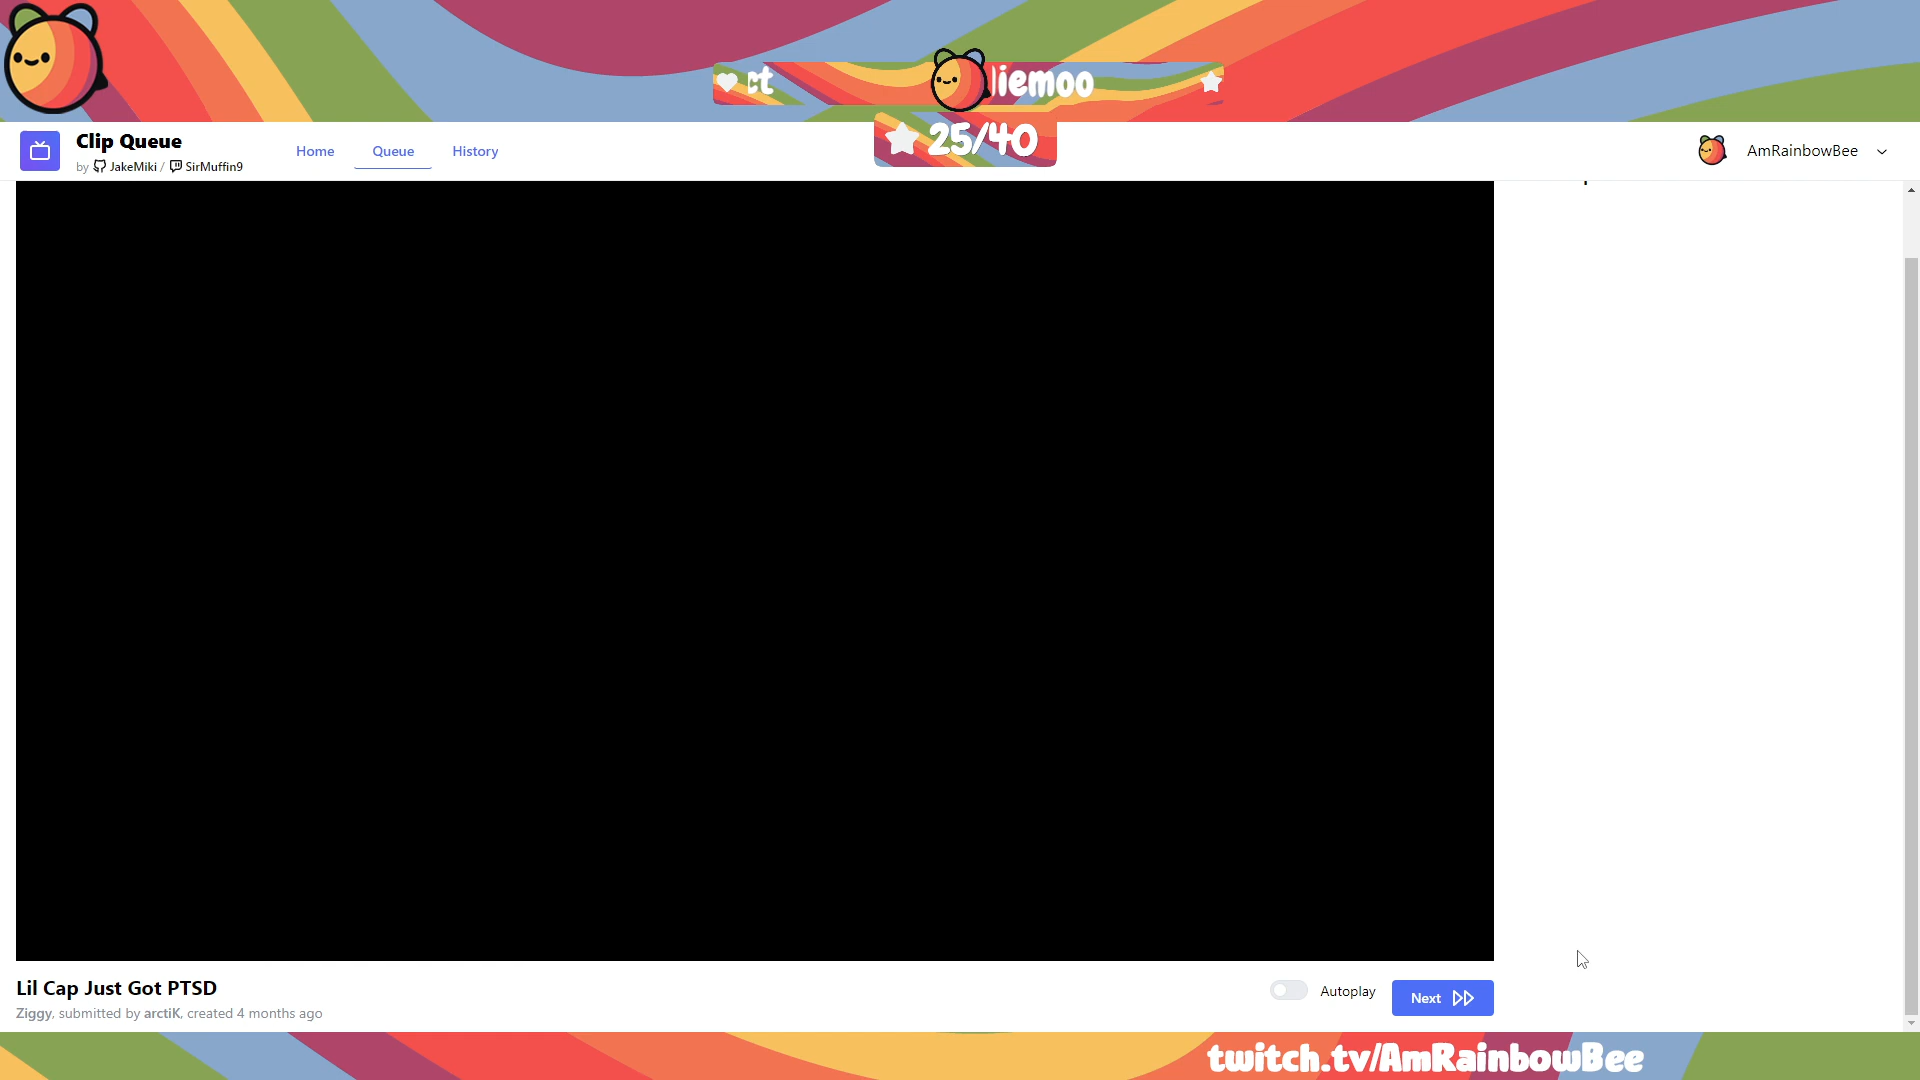 ct
liemoo
25/40
Clip Queue
by JakeMiki / SirMuffin9
Home
Queue
History
AmRainbowBee
Lil Cap Just Got PTSD
Ziggy, submitted by arctiK, created 4 months ago
Autoplay
Next
twitch.tv/AmRainbowBee